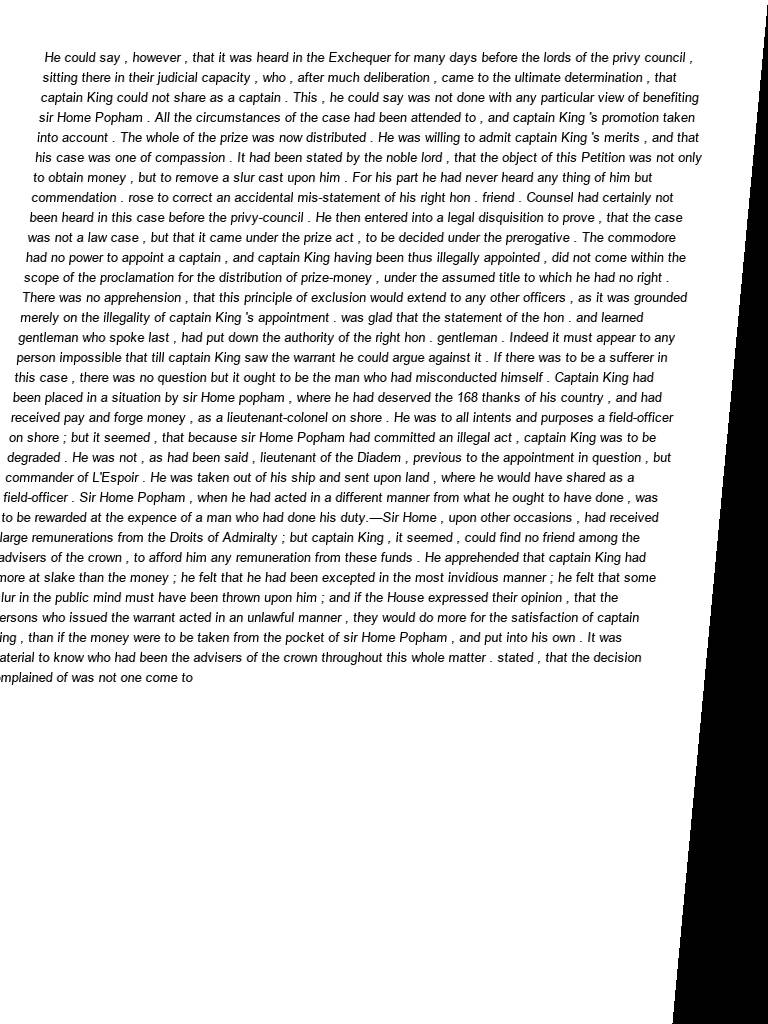 He could say , however , that it was heard in the Exchequer for many days before the lords of the privy council ,
sitting there in their judicial capacity , who , after much deliberation , came to the ultimate determination , that
captain King could not share as a captain . This , he could say was not done with any particular view of benefiting
sir Home Popham . All the circumstances of the case had been attended to , and captain King 's promotion taken
into account . The whole of the prize was now distributed . He was willing to admit captain King 's merits , and that
his case was one of compassion . It had been stated by the noble lord , that the object of this Petition was not only
to obtain money , but to remove a slur cast upon him . For his part he had never heard any thing of him but
commendation . rose to correct an accidental mis-statement of his right hon . friend . Counsel had certainly not
been heard in this case before the privy-council . He then entered into a legal disquisition to prove , that the case
was not a law case , but that it came under the prize act , to be decided under the prerogative . The commodore
had no power to appoint a captain , and captain King having been thus illegally appointed , did not come within the
scope of the proclamation for the distribution of prize-money , under the assumed title to which he had no right .
There was no apprehension , that this principle of exclusion would extend to any other officers , as it was grounded
merely on the illegality of captain King 's appointment . was glad that the statement of the hon . and learned
gentleman who spoke last , had put down the authority of the right hon . gentleman . Indeed it must appear to any
person impossible that till captain King saw the warrant he could argue against it . If there was to be a sufferer in
this case , there was no question but it ought to be the man who had misconducted himself . Captain King had
been placed in a situation by sir Home popham , where he had deserved the 168 thanks of his country , and had
received pay and forge money , as a lieutenant-colonel on shore . He was to all intents and purposes a field-officer
on shore ; but it seemed , that because sir Home Popham had committed an illegal act , captain King was to be
degraded . He was not , as had been said , lieutenant of the Diadem , previous to the appointment in question , but
commander of L'Espoir . He was taken out of his ship and sent upon land , where he would have shared as a
field-officer . Sir Home Popham , when he had acted in a different manner from what he ought to have done , was
to be rewarded at the expence of a man who had done his duty.—Sir Home , upon other occasions , had received
large remunerations from the Droits of Admiralty ; but captain King , it seemed , could find no friend among the
advisers of the crown , to afford him any remuneration from these funds . He apprehended that captain King had
more at slake than the money ; he felt that he had been excepted in the most invidious manner ; he felt that some
lur in the public mind must have been thrown upon him ; and if the House expressed their opinion , that the
ersons who issued the warrant acted in an unlawful manner , they would do more for the satisfaction of captain
ing , than if the money were to be taken from the pocket of sir Home Popham , and put into his own . It was
aterial to know who had been the advisers of the crown throughout this whole matter . stated , that the decision
mplained of was not one come to